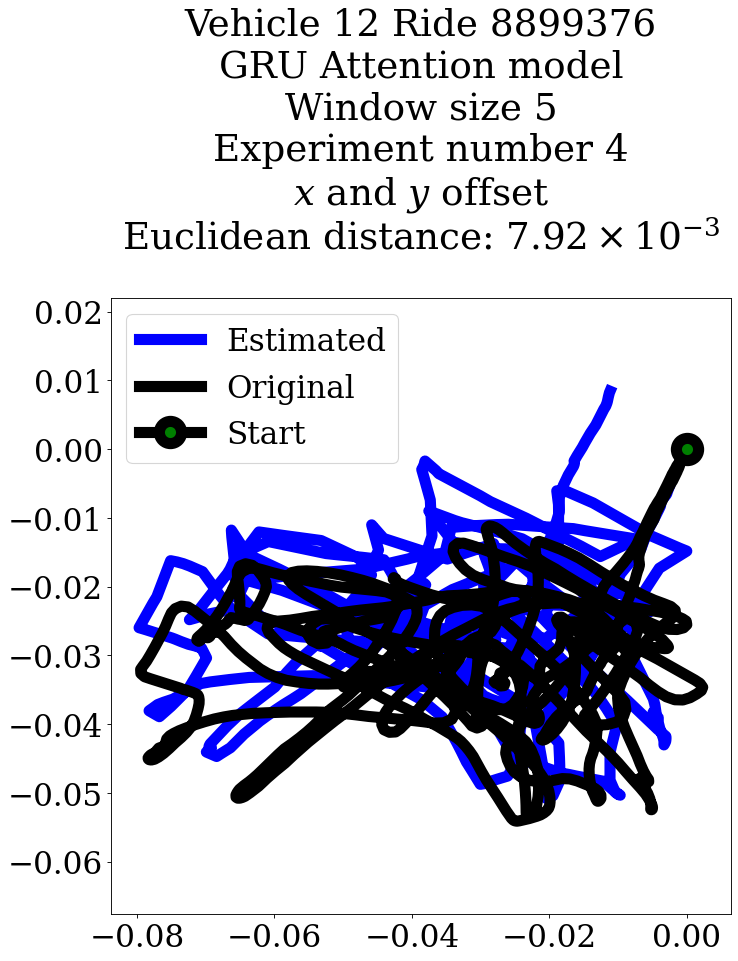 Vehicle 12 Ride 8899376
GRU Attention model
Window size 5
Experiment number 4
x and y offset
Euclidean distance: 7.92 × 10⁻³
0.02
0.01
0.00
−0.01
−0.02
−0.03
−0.04
−0.05
−0.06
Estimated
Original
Start
−0.08 −0.06 −0.04 −0.02 0.00